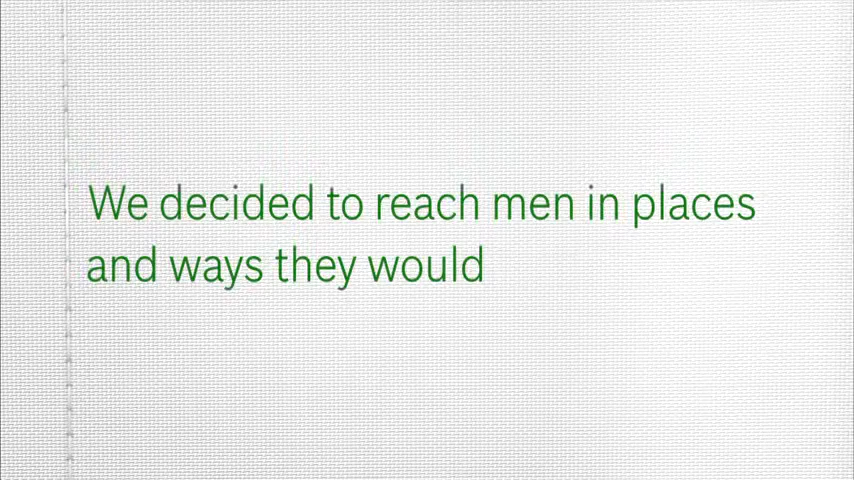 We decided to reach men in places
and ways they would